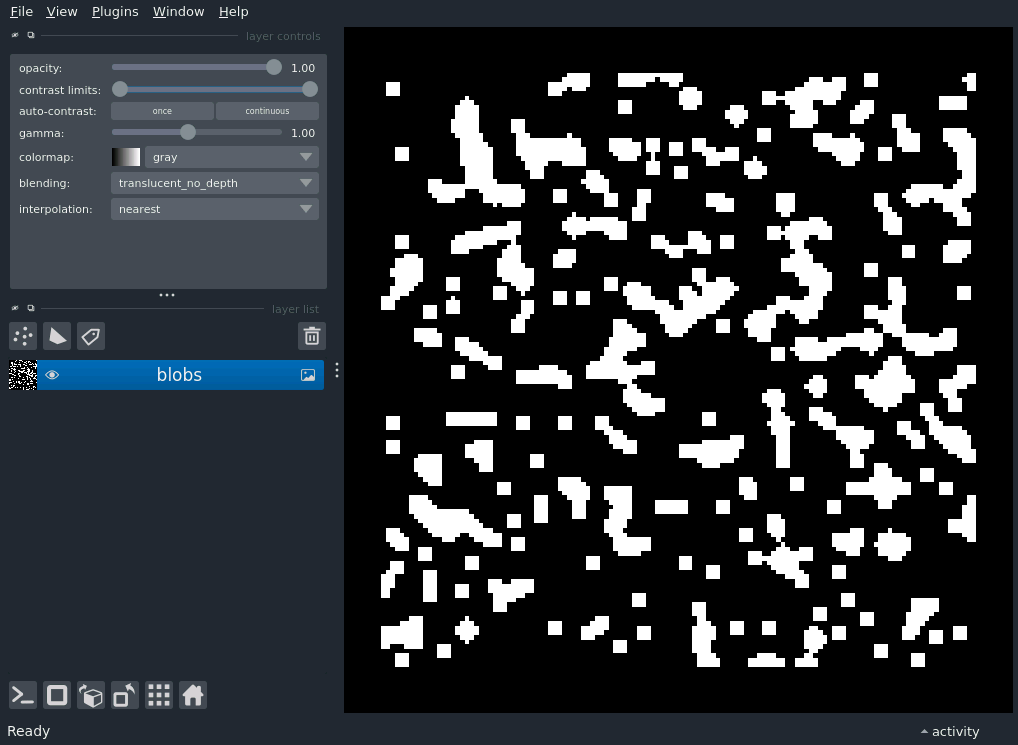 File View Plugins Window Help
layer controls
opacity: 1.00
contrast limits:
auto-contrast: once continuous
gamma: 1.00
colormap: gray
blending: translucent_no_depth
interpolation: nearest
layer list
blobs
Ready activity